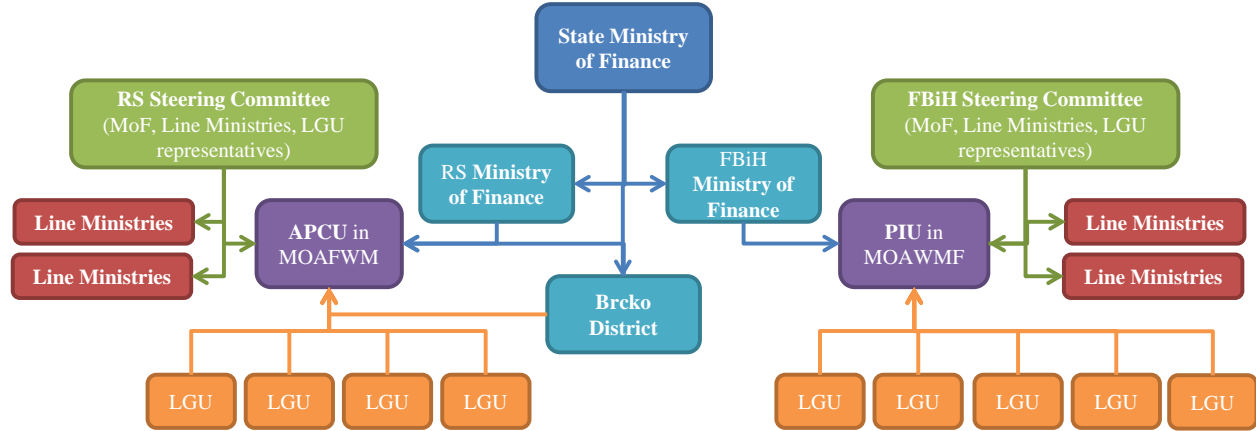 State Ministry
of Finance
RS Steering Committee
(MoF, Line Ministries, LGU
representatives)
FBiH Steering Committee
(MoF, Line Ministries, LGU
representatives)
RS Ministry
of Finance
FBiH
Ministry of
Finance
Line Ministries
Line Ministries
APCU in
MOAFWM
PIU in
MOAWMF
Line Ministries
Line Ministries
Brcko
District
LGU
LGU
LGU
LGU
LGU
LGU
LGU
LGU
LGU